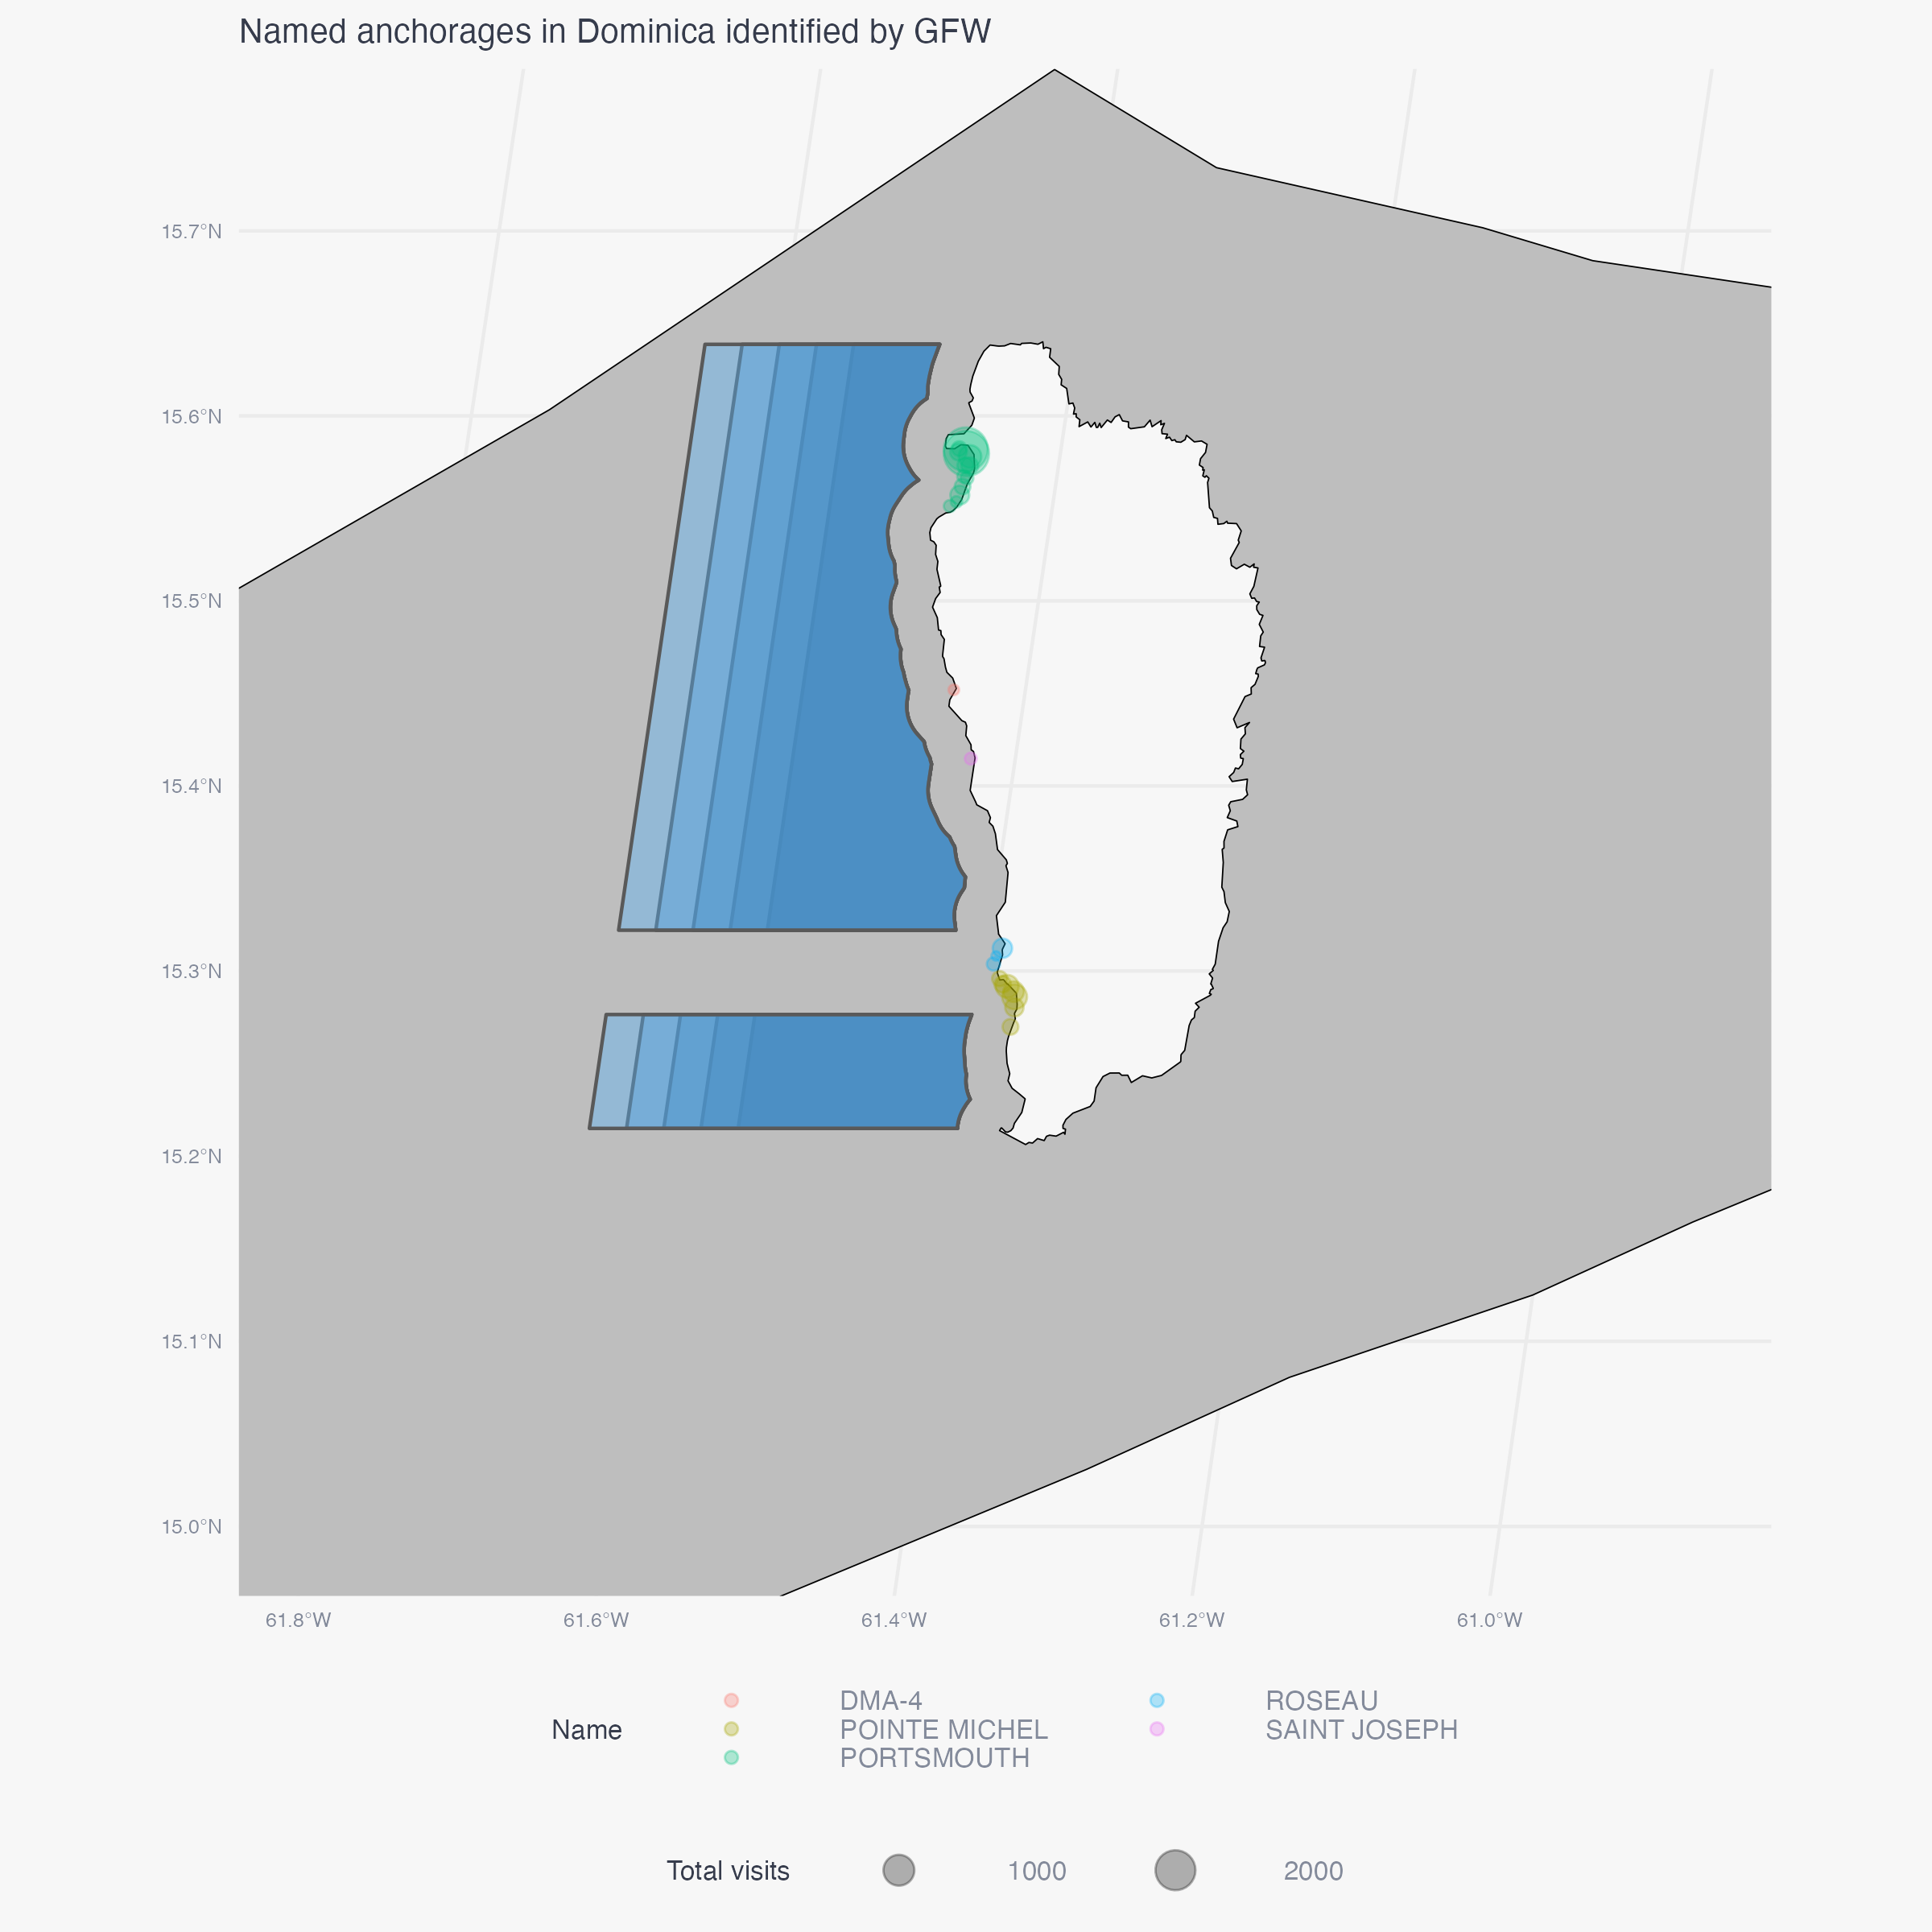 Named anchorages in Dominica identified by GFW
15.7°N
15.6°N
15.5°N
15.4°N
15.3°N
15.2°N
15.1°N
15.0°N
61.8°W 61.6°W 61.4°W 61.2°W 61.0°W
Name
DMA-4
POINTE MICHEL
PORTSMOUTH
ROSEAU
SAINT JOSEPH
Total visits 1000 2000